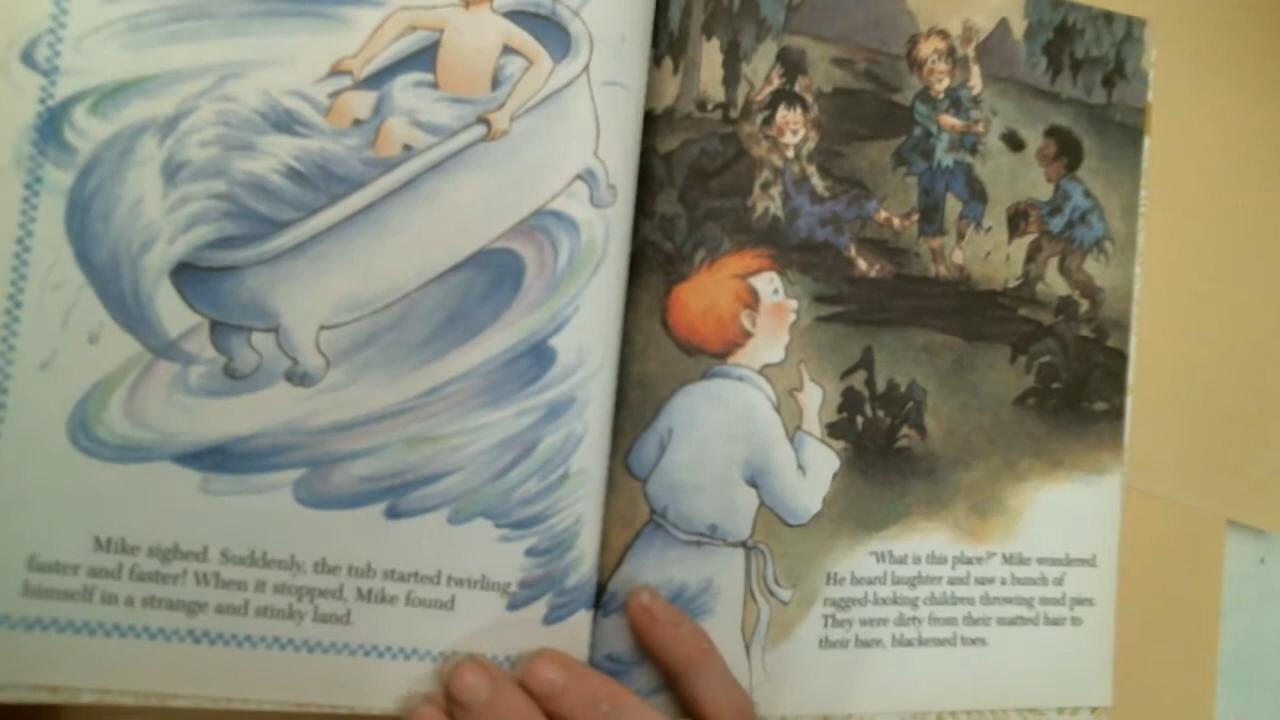 Mike sighed. Suddenly, the tub started twirling,
faster and faster! When it stopped, Mike found
himself in a strange and stinky land.
"What is this place?" Mike wondered.
He heard laughter and saw a bunch of
ragged-looking children throwing mud pies.
They were dirty from their matted hair to
their bare, blackened toes.